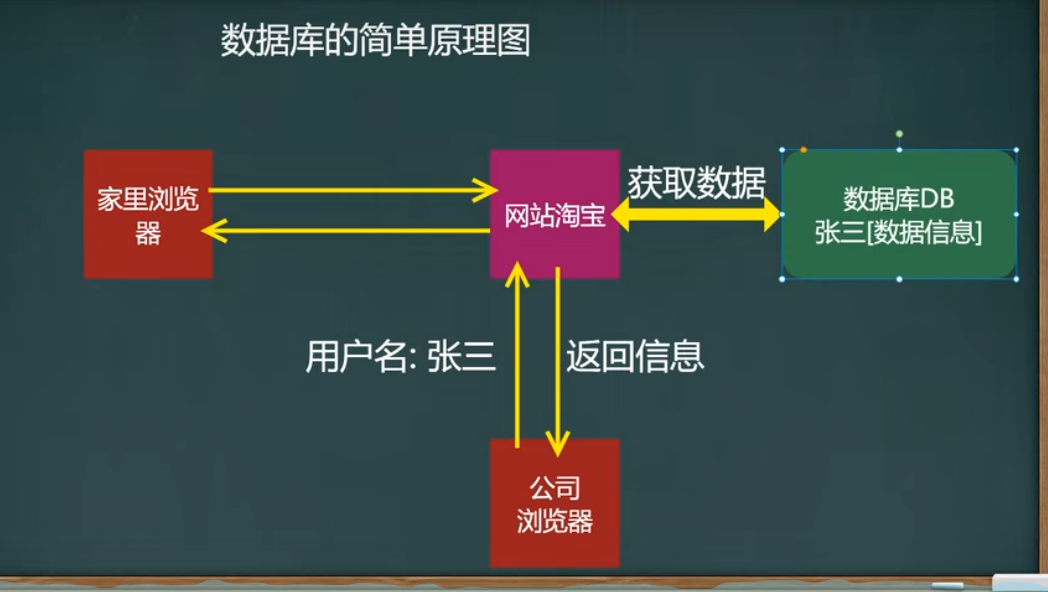 数据库的简单原理图
家里浏览
器
网站淘宝
获取数据
数据库DB
张三[数据信息]
用户名: 张三
返回信息
公司
浏览器